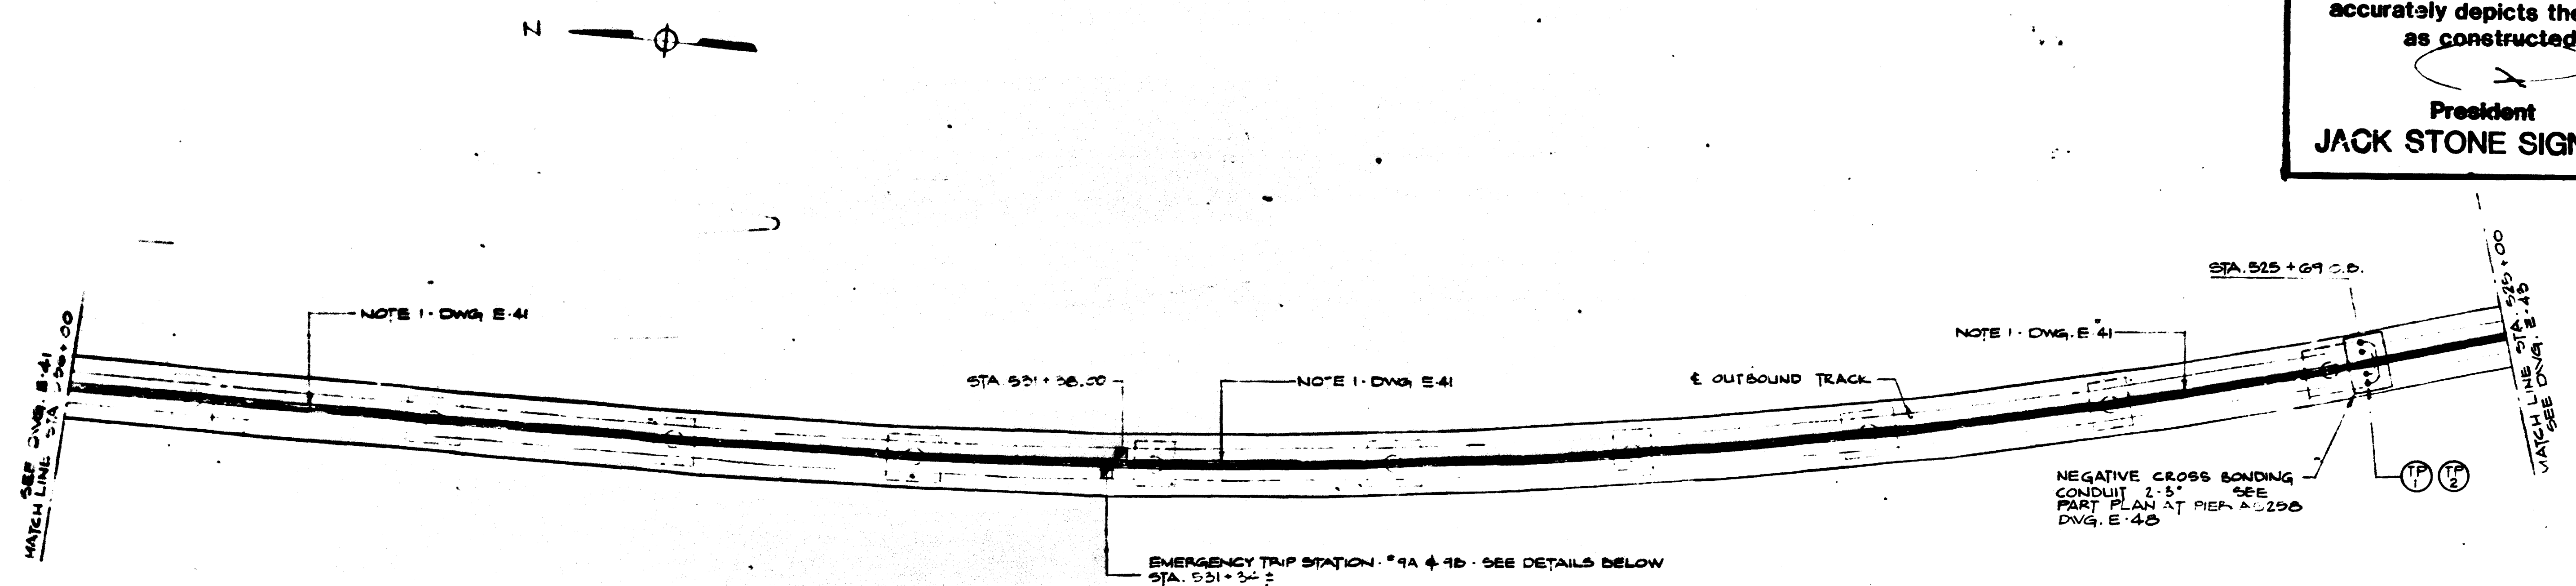 N
accurately depicts the
as constructed
President
JACK STONE SIGN
SEE DWG. E-41
MATCH LINE STA
NOTE 1 - DWG E-41
STA. 531+38.00
NOTE 1 - DWG E-41
℄ OUTBOUND TRACK
NOTE 1 - DWG. E-41
STA. 525+69
MATCH LINE STA. 525+00
SEE DWG. E-43
NEGATIVE CROSS BONDING
CONDUIT 2-3" SEE
PART PLAN AT PIER
DWG. E-48
TP 1
TP 2
EMERGENCY TRIP STATION - #9A & 9B - SEE DETAILS BELOW
STA. 531+34 ±